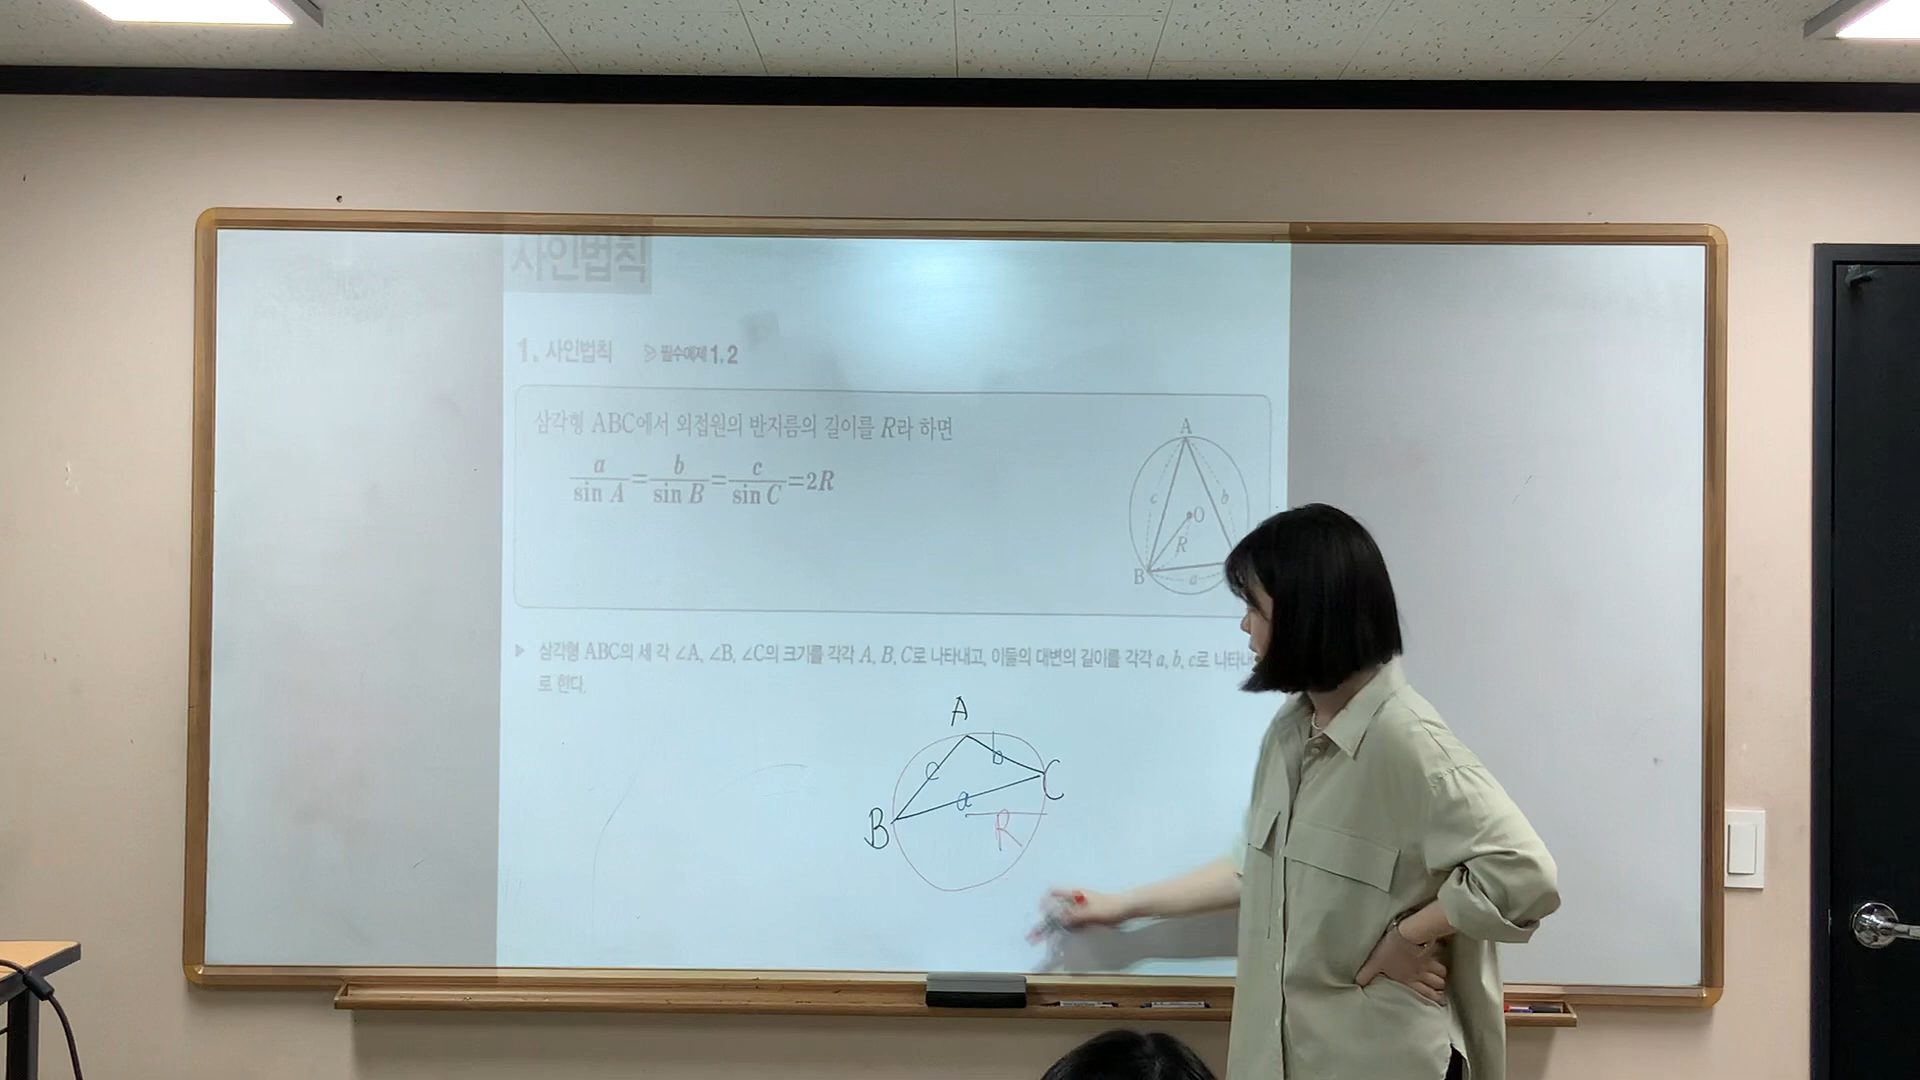 사인법칙
1. 사인법칙 ≫ 필수예제 1, 2
삼각형 ABC에서 외접원의 반지름의 길이를 R라 하면
a/sin A = b/sin B = c/sin C = 2R
A
c b
O
R
B a
▶ 삼각형 ABC의 세 각 ∠A, ∠B, ∠C의 크기를 각각 A, B, C로 나타내고, 이들의 대변의 길이를 각각 a, b, c로
로 한다.
A
c b
a C
B R